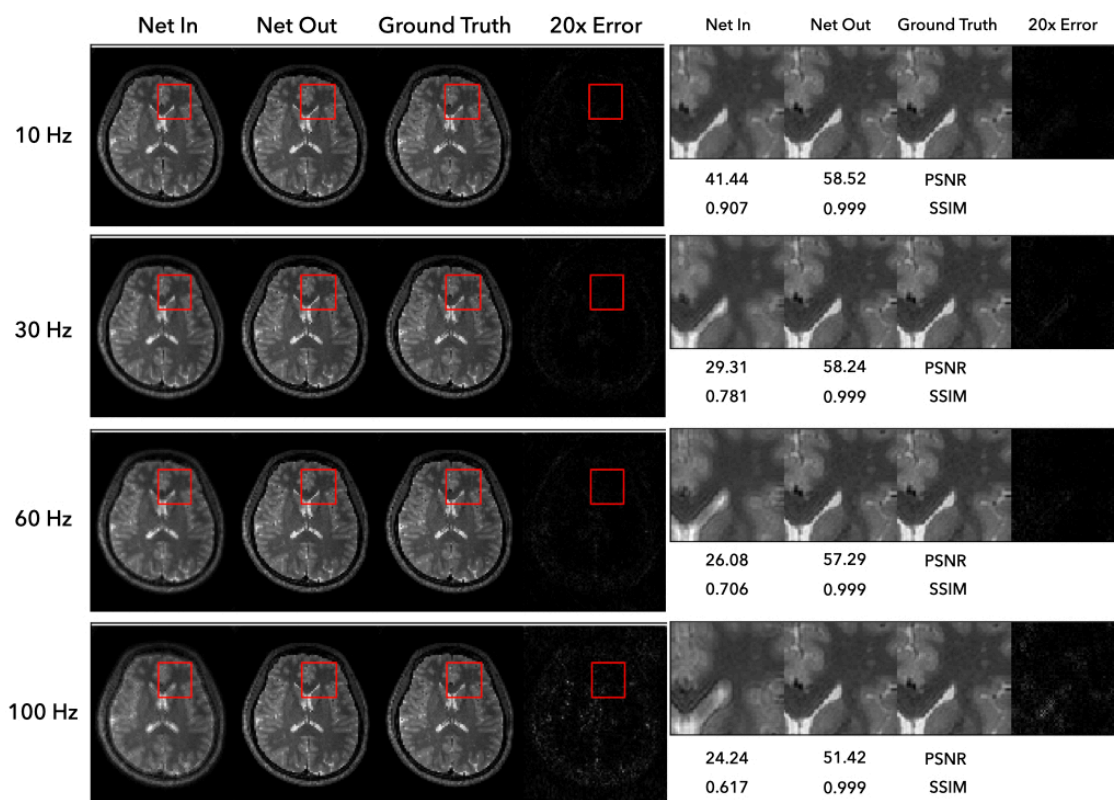 Net In Net Out Ground Truth 20x Error Net In Net Out Ground Truth 20x Error
10 Hz
41.44 58.52 PSNR
0.907 0.999 SSIM
30 Hz
29.31 58.24 PSNR
0.781 0.999 SSIM
60 Hz
26.08 57.29 PSNR
0.706 0.999 SSIM
100 Hz
24.24 51.42 PSNR
0.617 0.999 SSIM